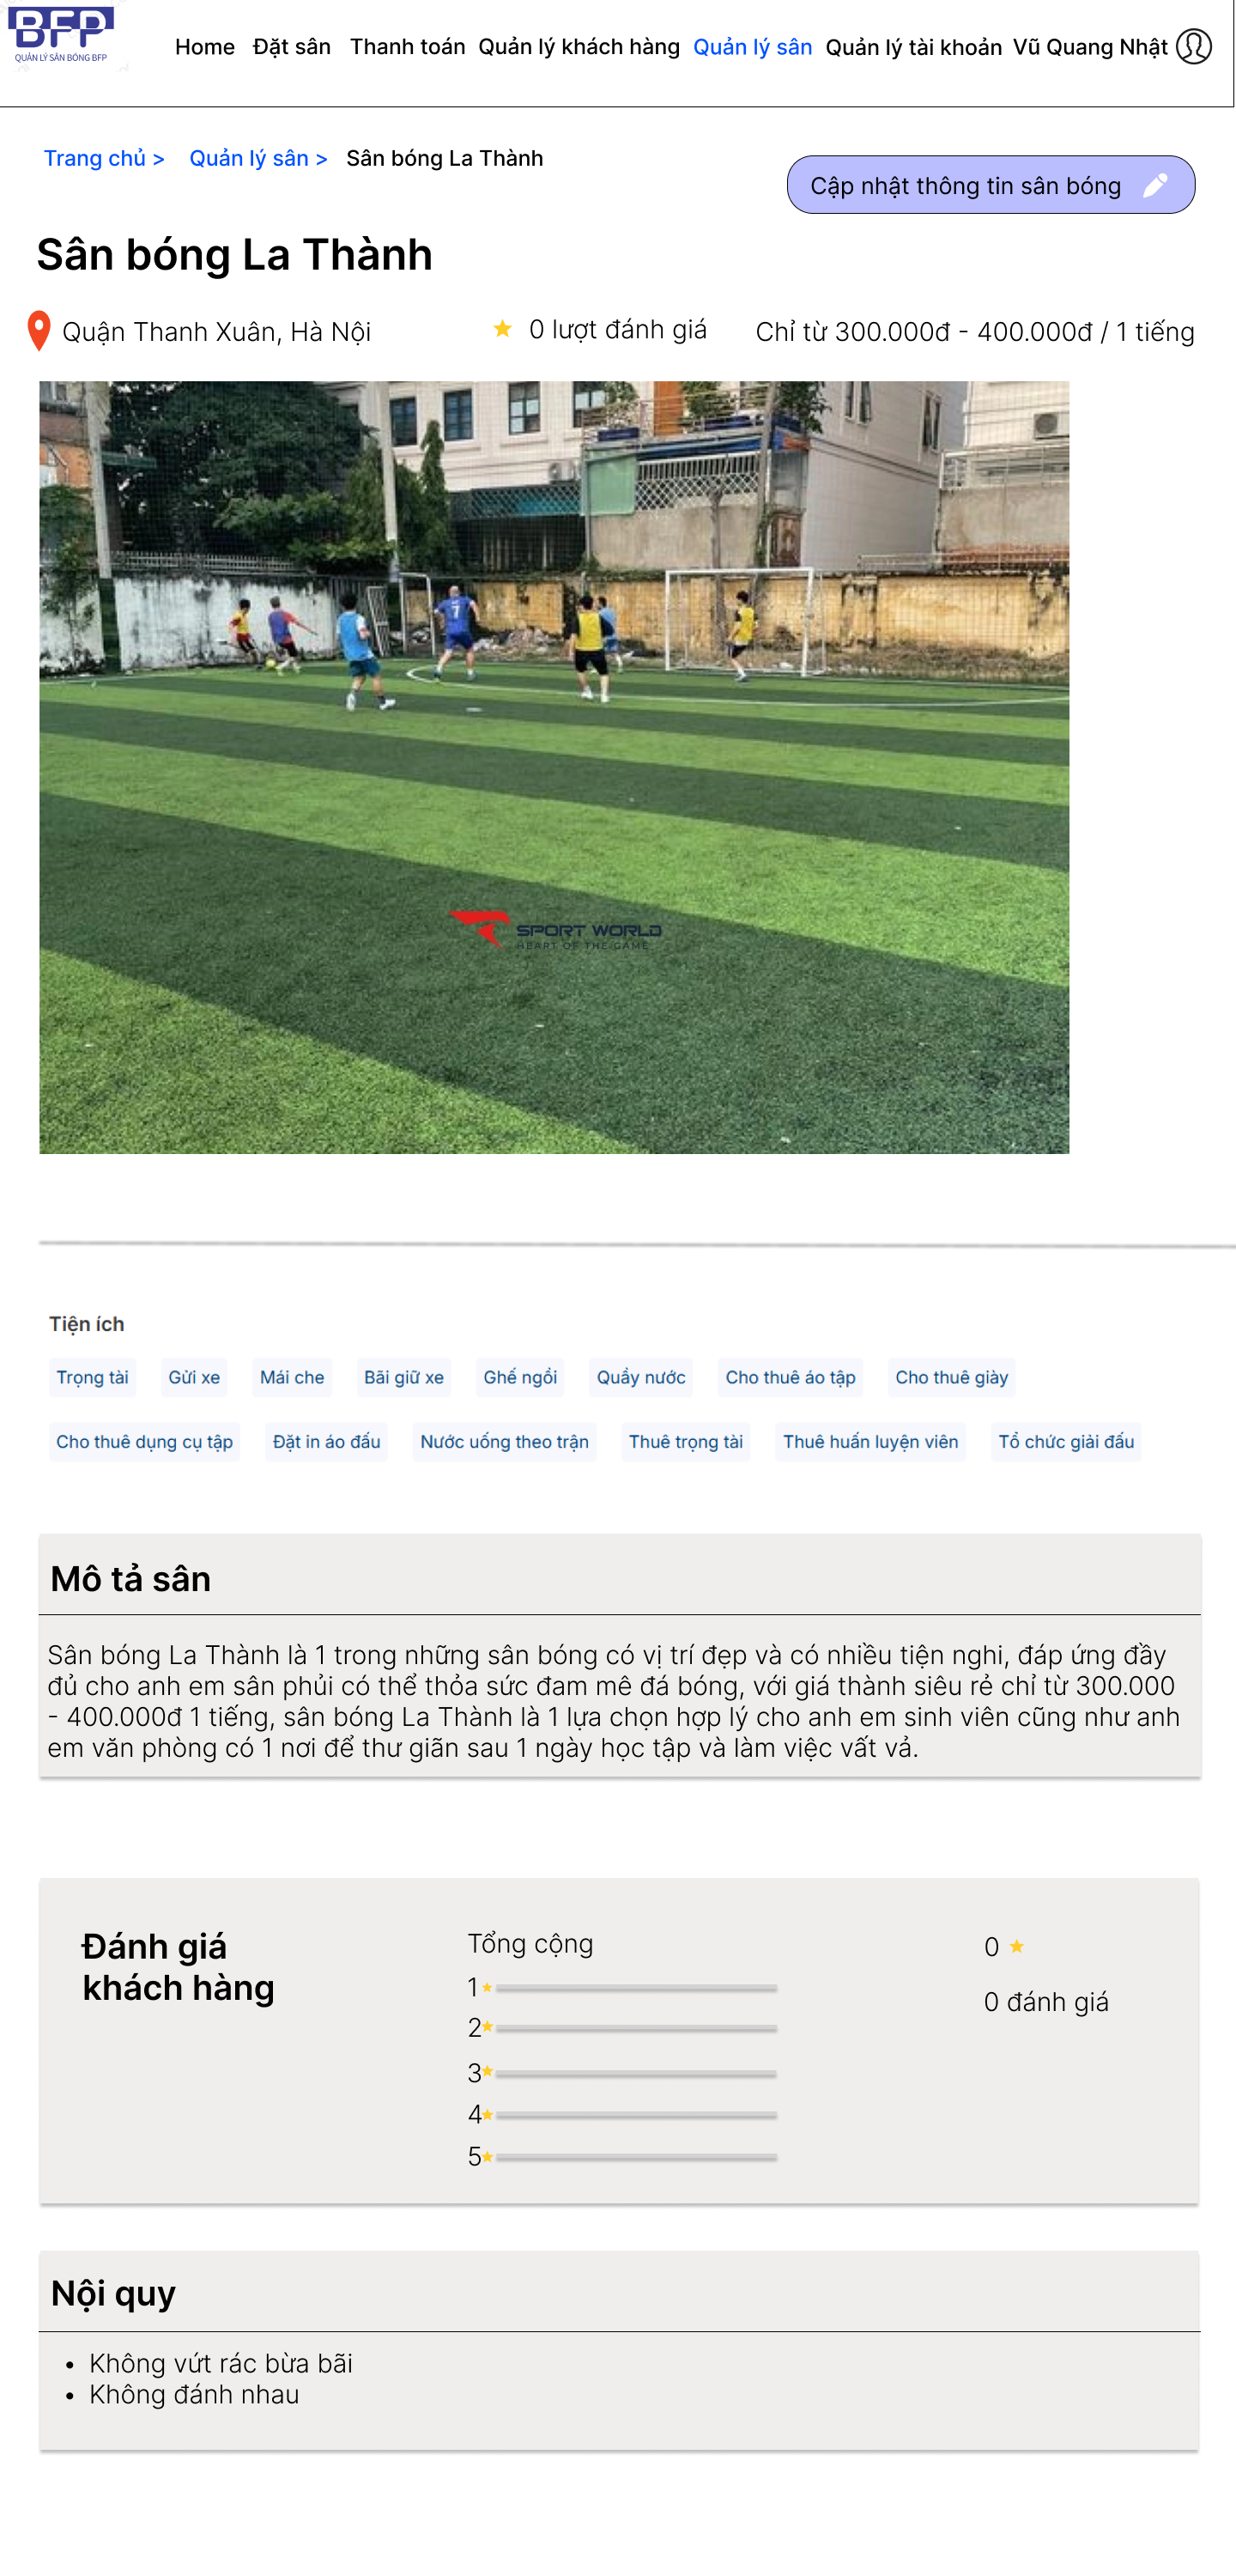 BFP
QUẢN LÝ SÂN BÓNG BFP
Home Đặt sân Thanh toán Quản lý khách hàng Quản lý sân Quản lý tài khoản Vũ Quang Nhật
Trang chủ > Quản lý sân > Sân bóng La Thành
Cập nhật thông tin sân bóng
Sân bóng La Thành
Quận Thanh Xuân, Hà Nội 0 lượt đánh giá Chỉ từ 300.000đ - 400.000đ / 1 tiếng
7
SPORT WORLD
HEART OF THE GAME
Tiện ích
Trọng tài Gửi xe Mái che Bãi giữ xe Ghế ngồi Quầy nước Cho thuê áo tập Cho thuê giày
Cho thuê dụng cụ tập Đặt in áo đấu Nước uống theo trận Thuê trọng tài Thuê huấn luyện viên Tổ chức giải đấu
Mô tả sân
Sân bóng La Thành là 1 trong những sân bóng có vị trí đẹp và có nhiều tiện nghi, đáp ứng đầy
đủ cho anh em sân phủi có thể thỏa sức đam mê đá bóng, với giá thành siêu rẻ chỉ từ 300.000
- 400.000đ 1 tiếng, sân bóng La Thành là 1 lựa chọn hợp lý cho anh em sinh viên cũng như anh
em văn phòng có 1 nơi để thư giãn sau 1 ngày học tập và làm việc vất vả.
Đánh giá
khách hàng
Tổng cộng
1
2
3
4
5
0
0 đánh giá
Nội quy
• Không vứt rác bừa bãi
• Không đánh nhau